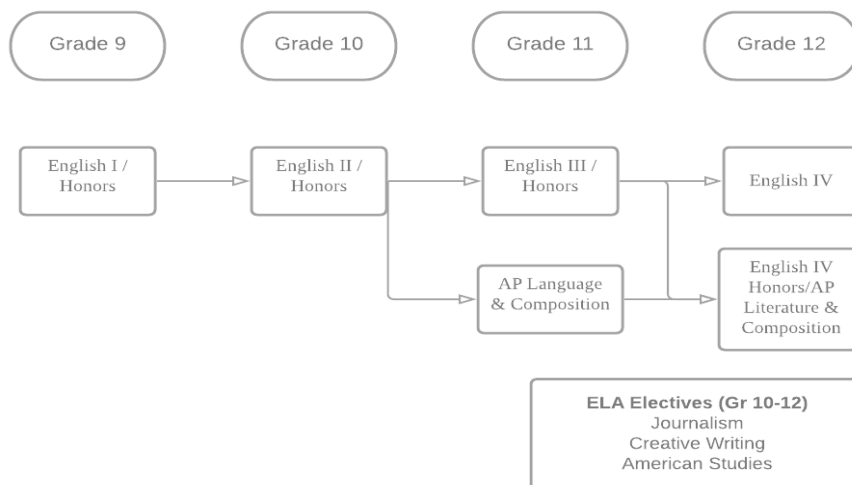 Grade 9
Grade 10
Grade 11
Grade 12
English I /
Honors
English II /
Honors
English III /
Honors
English IV
AP Language
& Composition
English IV
Honors/AP
Literature &
Composition
ELA Electives (Gr 10-12)
Journalism
Creative Writing
American Studies